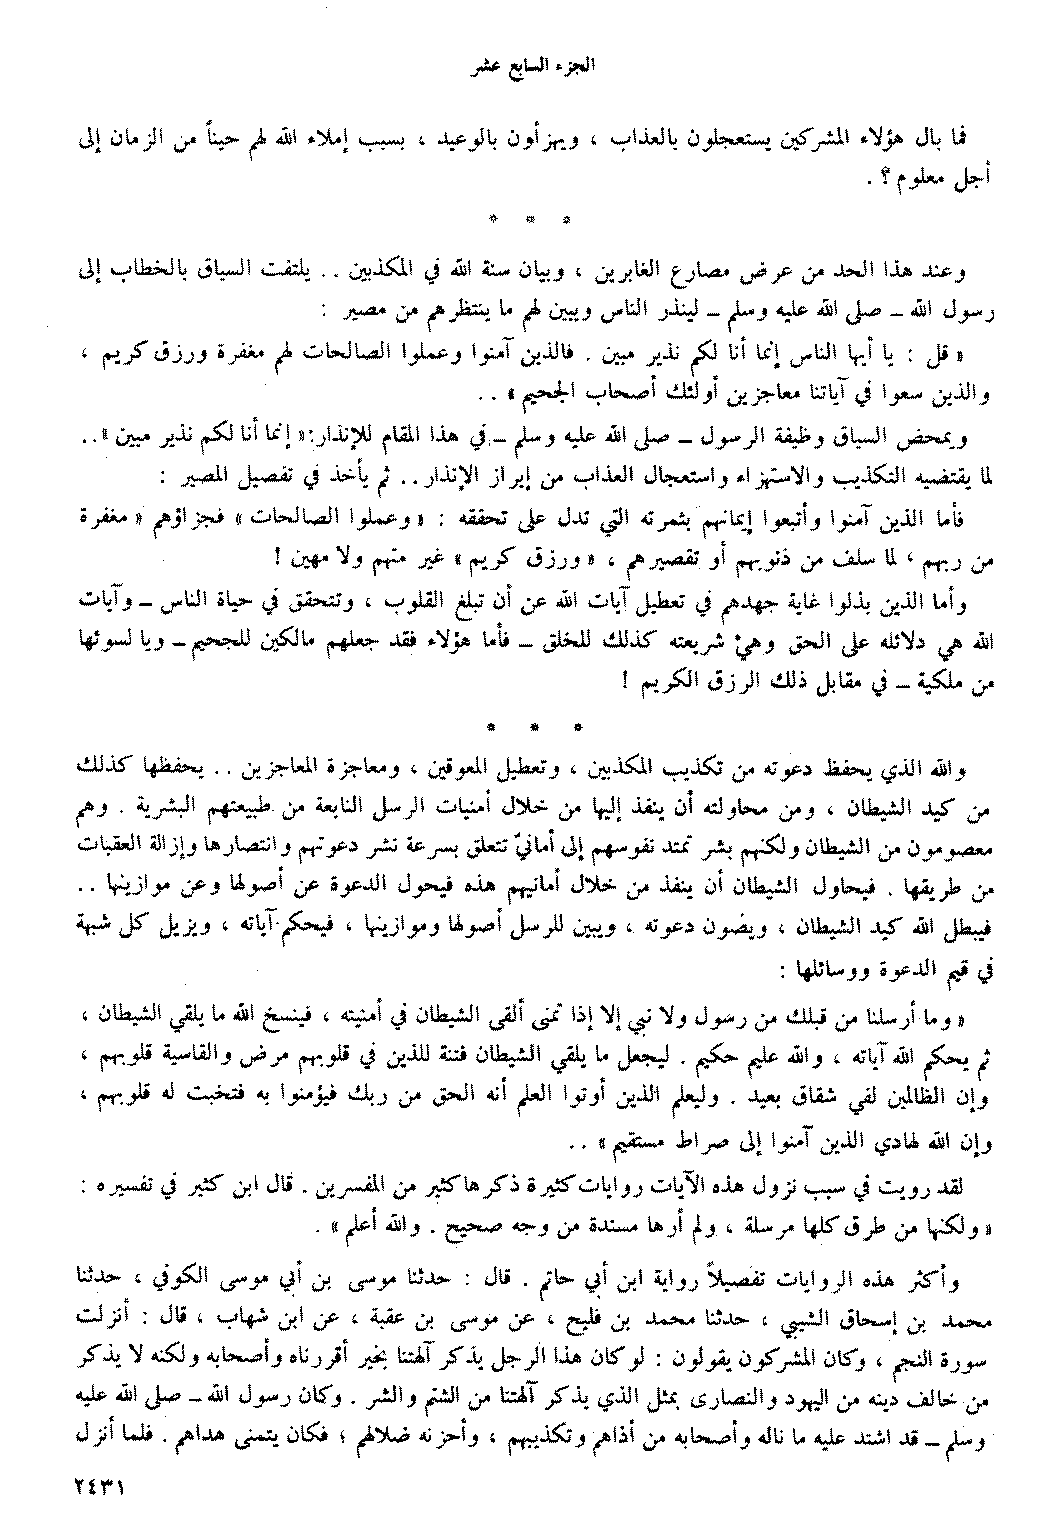 الجزء السابع عشر
فما بال هؤلاء المشركين يستعجلون بالعذاب ، ويهزأون بالوعيد ، بسبب إملاء الله لهم حيناً من الزمان إلى
أجل معلوم ؟ .
* * *
وعند هذا الحد من عرض مصارع الغابرين ، وبيان سنة الله في المكذبين .. يلتفت السياق بالخطاب إلى
رسول الله – صلى الله عليه وسلم – لينذر الناس ويبين لهم ما ينتظرهم من مصير :
« قل : يا أيها الناس إنما أنا لكم نذير مبين . فالذين آمنوا وعملوا الصالحات لهم مغفرة ورزق كريم ،
والذين سعوا في آياتنا معاجزين أولئك أصحاب الجحيم » ..
ويمحض السياق وظيفة الرسول – صلى الله عليه وسلم – في هذا المقام للإنذار : « إنما أنا لكم نذير مبين » ..
لما يقتضيه التكذيب والاستهزاء واستعجال العذاب من إبراز الإنذار .. ثم يأخذ في تفصيل المصير :
فأما الذين آمنوا وأتبعوا إيمانهم بثمرته التي تدل على تحققه : « وعملوا الصالحات » فجزاؤهم « مغفرة
من ربهم ، لما سلف من ذنوبهم أو تقصيرهم ، « ورزق كريم » غير متهم ولا مهين !
وأما الذين بذلوا غاية جهدهم في تعطيل آيات الله عن أن تبلغ القلوب ، وتتحقق في حياة الناس – وآيات
الله هي دلائله على الحق وهي شريعته كذلك للخلق – فأما هؤلاء فقد جعلهم مالكين للجحيم – ويا لسوئها
من ملكية – في مقابل ذلك الرزق الكريم !
* * *
والله الذي يحفظ دعوته من تكذيب المكذبين ، وتعطيل المعوقين ، ومعاجزة المعاجزين .. يحفظها كذلك
من كيد الشيطان ، ومن محاولته أن ينفذ إليها من خلال أمنيات الرسل النابعة من طبيعتهم البشرية . وهم
معصومون من الشيطان ولكنهم بشر تمتد نفوسهم إلى أمانيّ تتعلق بسرعة نشر دعوتهم وانتصارها وإزالة العقبات
من طريقها . فيحاول الشيطان أن ينفذ من خلال أمانيهم هذه فيحول الدعوة عن أصولها وعن موازينها ..
فيبطل الله كيد الشيطان ، ويصون دعوته ، ويبين للرسل أصولها وموازينها ، فيحكم آياته ، ويزيل كل شبهة
في قيم الدعوة ووسائلها :
« وما أرسلنا من قبلك من رسول ولا نبي إلا إذا تمنى ألقى الشيطان في أمنيته ، فينسخ الله ما يلقي الشيطان ،
ثم يحكم الله آياته ، والله عليم حكيم . ليجعل ما يلقي الشيطان فتنة للذين في قلوبهم مرض والقاسية قلوبهم ،
وإن الظالمين لفي شقاق بعيد . وليعلم الذين أوتوا العلم أنه الحق من ربك فيؤمنوا به فتخبت له قلوبهم ،
وإن الله لهادي الذين آمنوا إلى صراط مستقيم » ..
لقد رويت في سبب نزول هذه الآيات روايات كثيرة ذكرها كثير من المفسرين . قال ابن كثير في تفسيره :
« ولكنها من طرق كلها مرسلة ، ولم أرها مسندة من وجه صحيح . والله أعلم » .
وأكثر هذه الروايات تفصيلاً رواية ابن أبي حاتم . قال : حدثنا موسى بن أبي موسى الكوفي ، حدثنا
محمد بن إسحاق الشيبي ، حدثنا محمد بن فليح ، عن موسى بن عقبة ، عن ابن شهاب ، قال : أنزلت
سورة النجم ، وكان المشركون يقولون : لو كان هذا الرجل يذكر آلهتنا بخير أقررناه وأصحابه ولكنه لا يذكر
من خالف دينه من اليهود والنصارى بمثل الذي يذكر آلهتنا من الشتم والشر . وكان رسول الله – صلى الله عليه
وسلم – قد اشتد عليه ما ناله وأصحابه من أذاهم وتكذيبهم ، وأحزنه ضلالهم ؛ فكان يتمنى هداهم . فلما أنزل
٢٤٣١